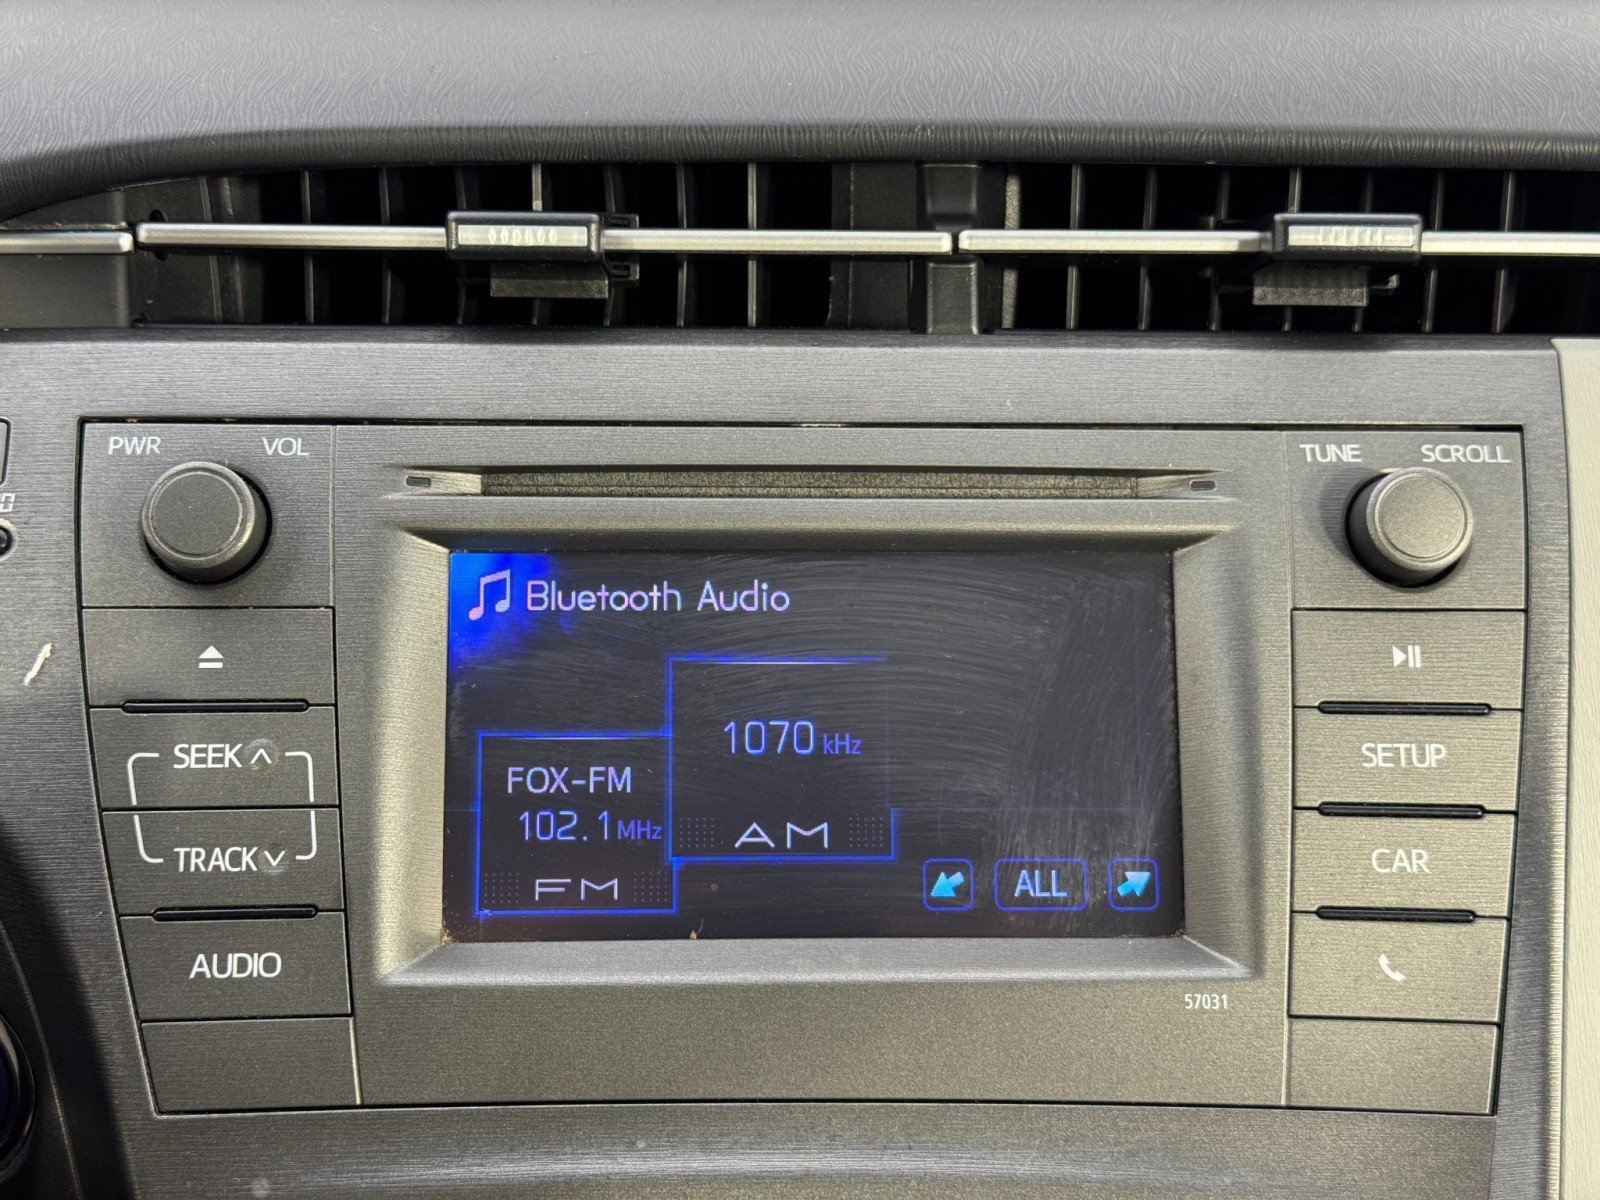 PWR VOL
TUNE SCROLL
Bluetooth Audio
SEEK
TRACK
AUDIO
1070 kHz
AM
FOX-FM
102.1 MHz
FM
ALL
SETUP
CAR
57031